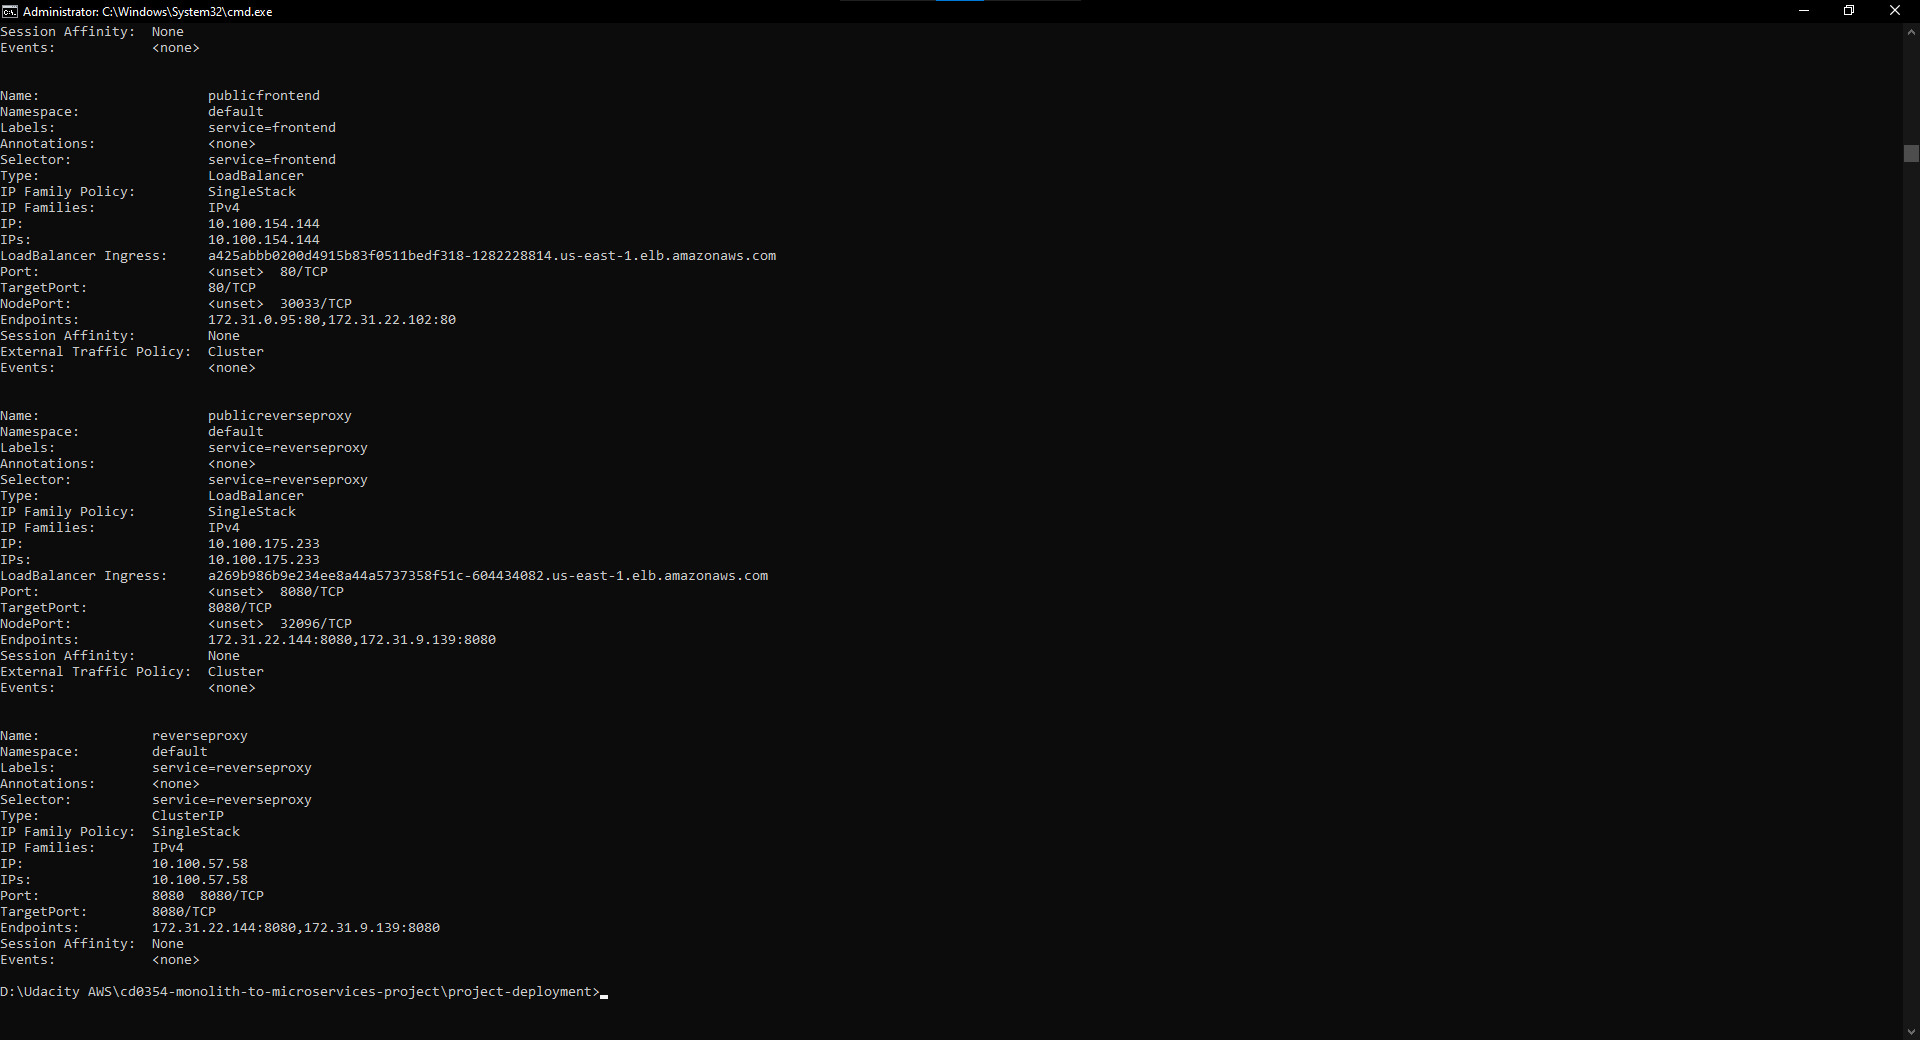 Administrator: C:\Windows\System32\cmd.exe
Session Affinity:  None
Events:            <none>
Name:                     publicfrontend
Namespace:                default
Labels:                   service=frontend
Annotations:              <none>
Selector:                 service=frontend
Type:                     LoadBalancer
IP Family Policy:         SingleStack
IP Families:              IPv4
IP:                       10.100.154.144
IPs:                      10.100.154.144
LoadBalancer Ingress:     a425abbb0200d4915b83f0511bedf318-1282228814.us-east-1.elb.amazonaws.com
Port:                     <unset>  80/TCP
TargetPort:               80/TCP
NodePort:                 <unset>  30033/TCP
Endpoints:                172.31.0.95:80,172.31.22.102:80
Session Affinity:         None
External Traffic Policy:  Cluster
Events:                   <none>
Name:                     publicreverseproxy
Namespace:                default
Labels:                   service=reverseproxy
Annotations:              <none>
Selector:                 service=reverseproxy
Type:                     LoadBalancer
IP Family Policy:         SingleStack
IP Families:              IPv4
IP:                       10.100.175.233
IPs:                      10.100.175.233
LoadBalancer Ingress:     a269b986b9e234ee8a44a5737358f51c-604434082.us-east-1.elb.amazonaws.com
Port:                     <unset>  8080/TCP
TargetPort:               8080/TCP
NodePort:                 <unset>  32096/TCP
Endpoints:                172.31.22.144:8080,172.31.9.139:8080
Session Affinity:         None
External Traffic Policy:  Cluster
Events:                   <none>
Name:              reverseproxy
Namespace:         default
Labels:            service=reverseproxy
Annotations:       <none>
Selector:          service=reverseproxy
Type:              ClusterIP
IP Family Policy:  SingleStack
IP Families:       IPv4
IP:                10.100.57.58
IPs:               10.100.57.58
Port:              8080  8080/TCP
TargetPort:        8080/TCP
Endpoints:         172.31.22.144:8080,172.31.9.139:8080
Session Affinity:  None
Events:            <none>
D:\Udacity AWS\cd0354-monolith-to-microservices-project\project-deployment>